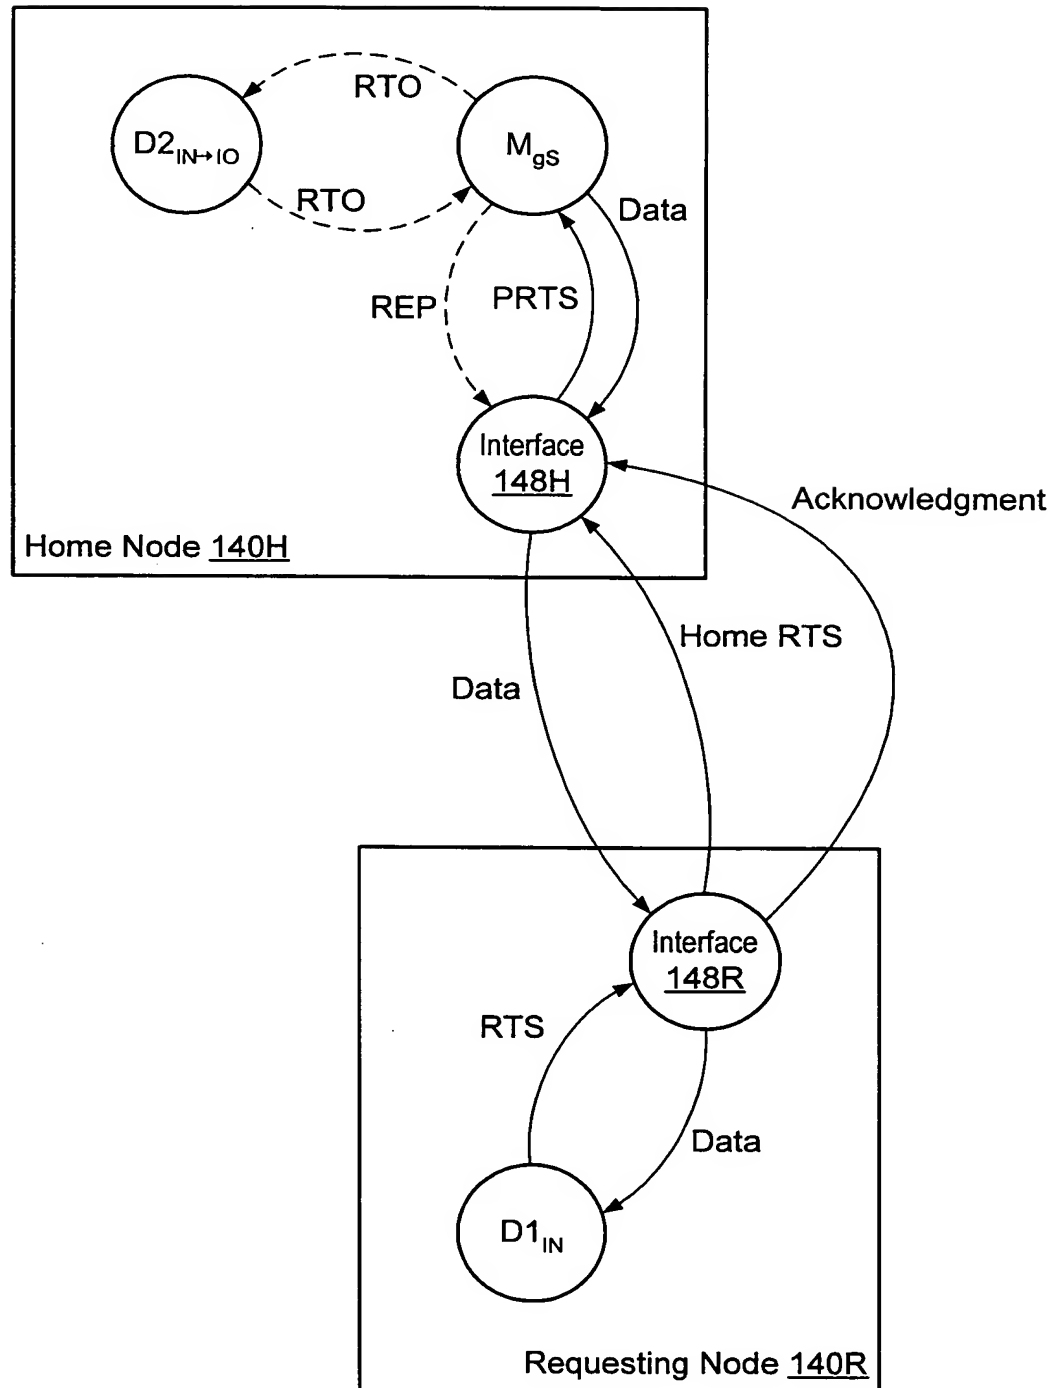 RTO
D2IN→IO
MgS
RTO
Data
REP
PRTS
Interface
148H
Acknowledgment
Home Node 140H
Home RTS
Data
Interface
148R
RTS
Data
D1IN
Requesting Node 140R